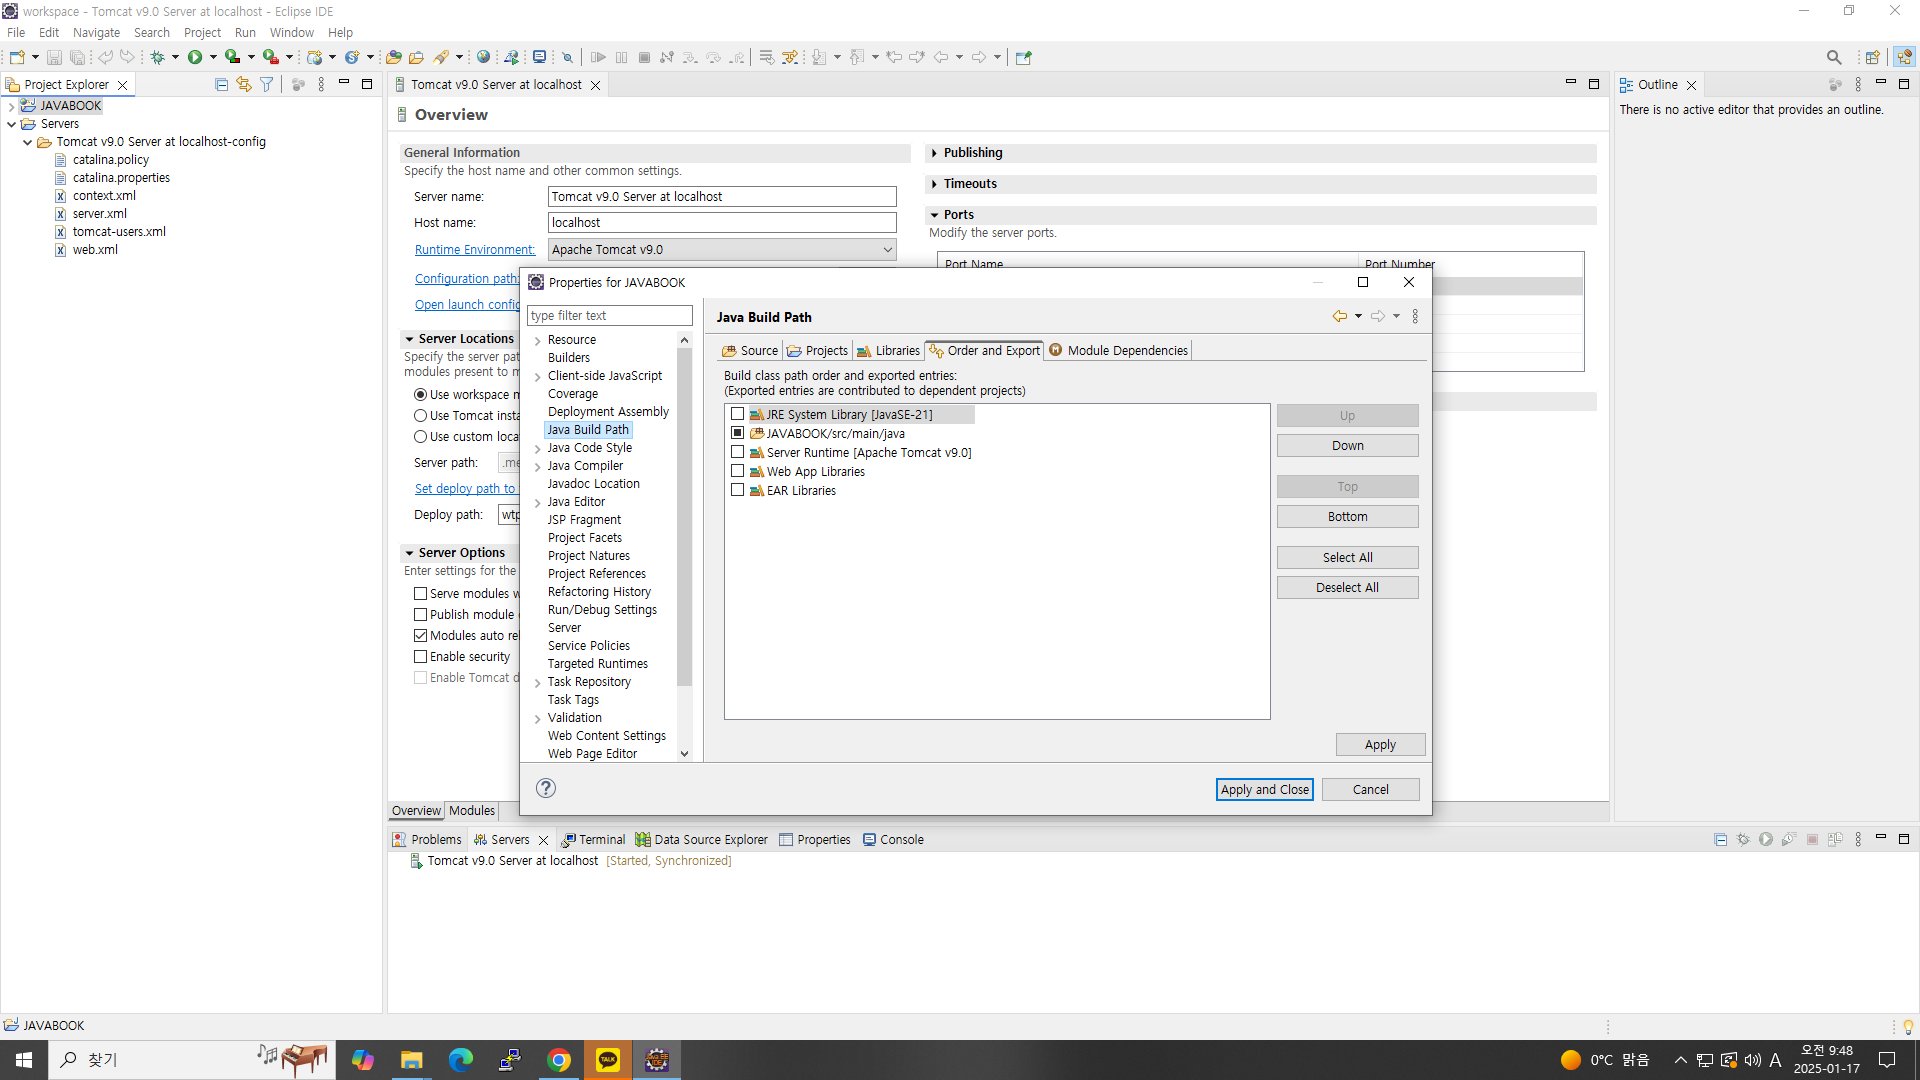 workspace - Tomcat v9.0 Server at localhost - Eclipse IDE
File Edit Navigate Search Project Run Window Help
Project Explorer
JAVABOOK
Servers
Tomcat v9.0 Server at localhost-config
catalina.policy
catalina.properties
context.xml
server.xml
tomcat-users.xml
web.xml
Tomcat v9.0 Server at localhost
Overview
General Information
Specify the host name and other common settings.
Server name: Tomcat v9.0 Server at localhost
Host name: localhost
Runtime Environment: Apache Tomcat v9.0
Configuration path:
Open launch config
Server Locations
Specify the server pat
modules present to m
Use workspace m
Use Tomcat insta
Use custom loca
Server path: .me
Set deploy path to
Deploy path: wtp
Server Options
Enter settings for the
Serve modules w
Publish module
Modules auto rel
Enable security
Enable Tomcat d
Publishing
Timeouts
Ports
Modify the server ports.
Port Name Port Number
Properties for JAVABOOK
type filter text
Resource
Builders
Client-side JavaScript
Coverage
Deployment Assembly
Java Build Path
Java Code Style
Java Compiler
Javadoc Location
Java Editor
JSP Fragment
Project Facets
Project Natures
Project References
Refactoring History
Run/Debug Settings
Server
Service Policies
Targeted Runtimes
Task Repository
Task Tags
Validation
Web Content Settings
Web Page Editor
Java Build Path
Source Projects Libraries Order and Export Module Dependencies
Build class path order and exported entries:
(Exported entries are contributed to dependent projects)
JRE System Library [JavaSE-21]
JAVABOOK/src/main/java
Server Runtime [Apache Tomcat v9.0]
Web App Libraries
EAR Libraries
Up
Down
Top
Bottom
Select All
Deselect All
Apply
Apply and Close Cancel
Overview Modules
Outline
There is no active editor that provides an outline.
Problems Servers Terminal Data Source Explorer Properties Console
Tomcat v9.0 Server at localhost [Started, Synchronized]
JAVABOOK
찾기
TALK
Java EE
IDE
0°C 맑음
A
오전 9:48
2025-01-17